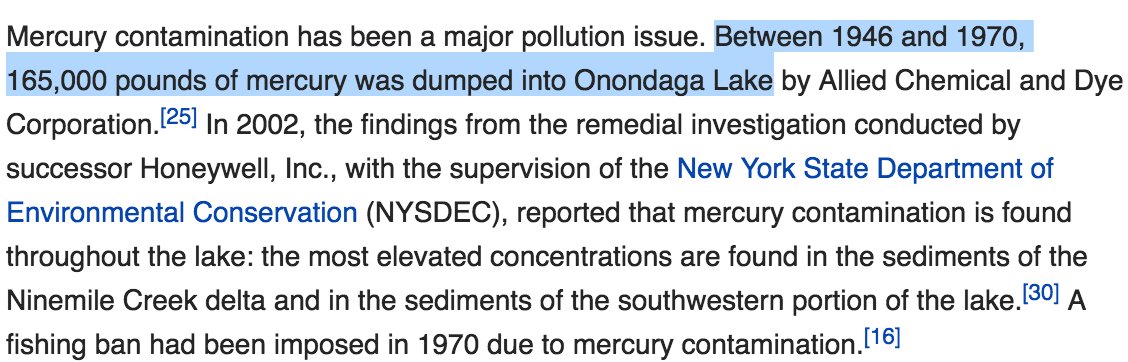 Mercury contamination has been a major pollution issue. Between 1946 and 1970,
165,000 pounds of mercury was dumped into Onondaga Lake by Allied Chemical and Dye
Corporation.[25] In 2002, the findings from the remedial investigation conducted by
successor Honeywell, Inc., with the supervision of the New York State Department of
Environmental Conservation (NYSDEC), reported that mercury contamination is found
throughout the lake: the most elevated concentrations are found in the sediments of the
Ninemile Creek delta and in the sediments of the southwestern portion of the lake.[30] A
fishing ban had been imposed in 1970 due to mercury contamination.[16]